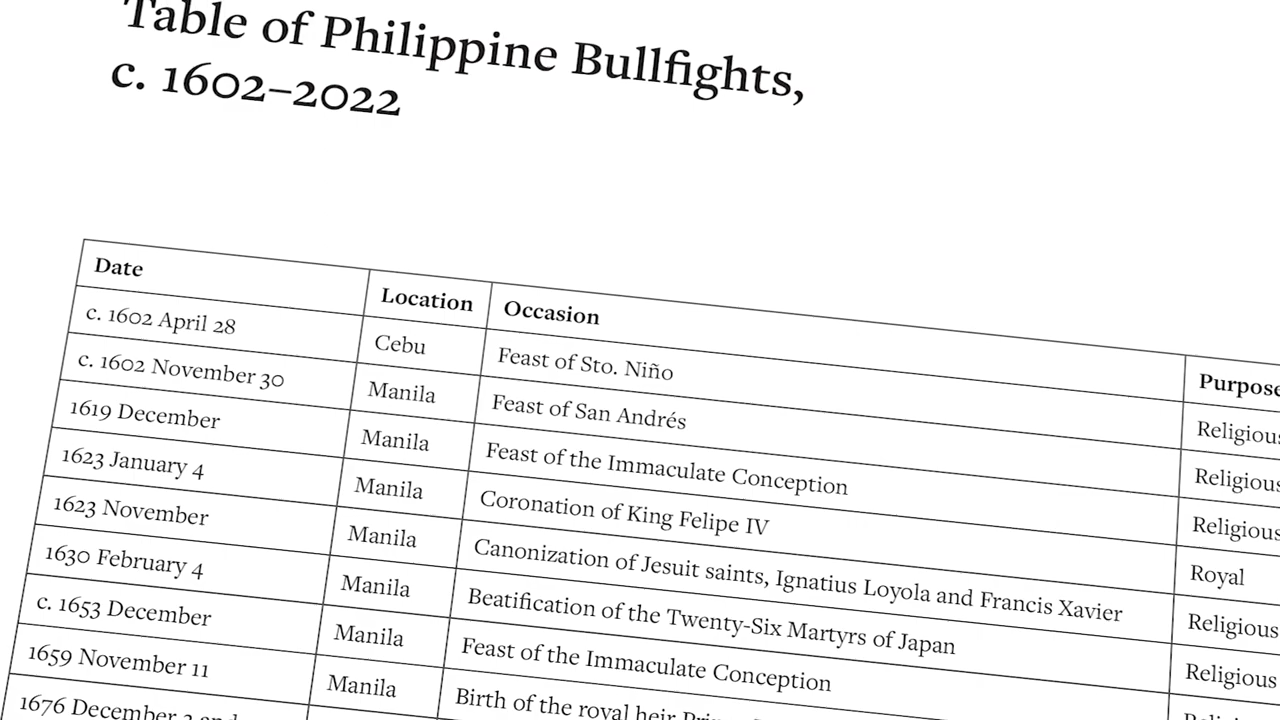 Table of Philippine Bullfights,
c. 1602–2022
Date Location Occasion Purpose
c. 1602 April 28 Cebu Feast of Sto. Niño Religious
c. 1602 November 30 Manila Feast of San Andrés Religious
1619 December Manila Feast of the Immaculate Conception Religious
1623 January 4 Manila Coronation of King Felipe IV Royal
1623 November Manila Canonization of Jesuit saints, Ignatius Loyola and Francis Xavier Religious
1630 February 4 Manila Beatification of the Twenty-Six Martyrs of Japan Religious
c. 1653 December Manila Feast of the Immaculate Conception
1659 November 11 Manila Birth of the royal heir
1676 December